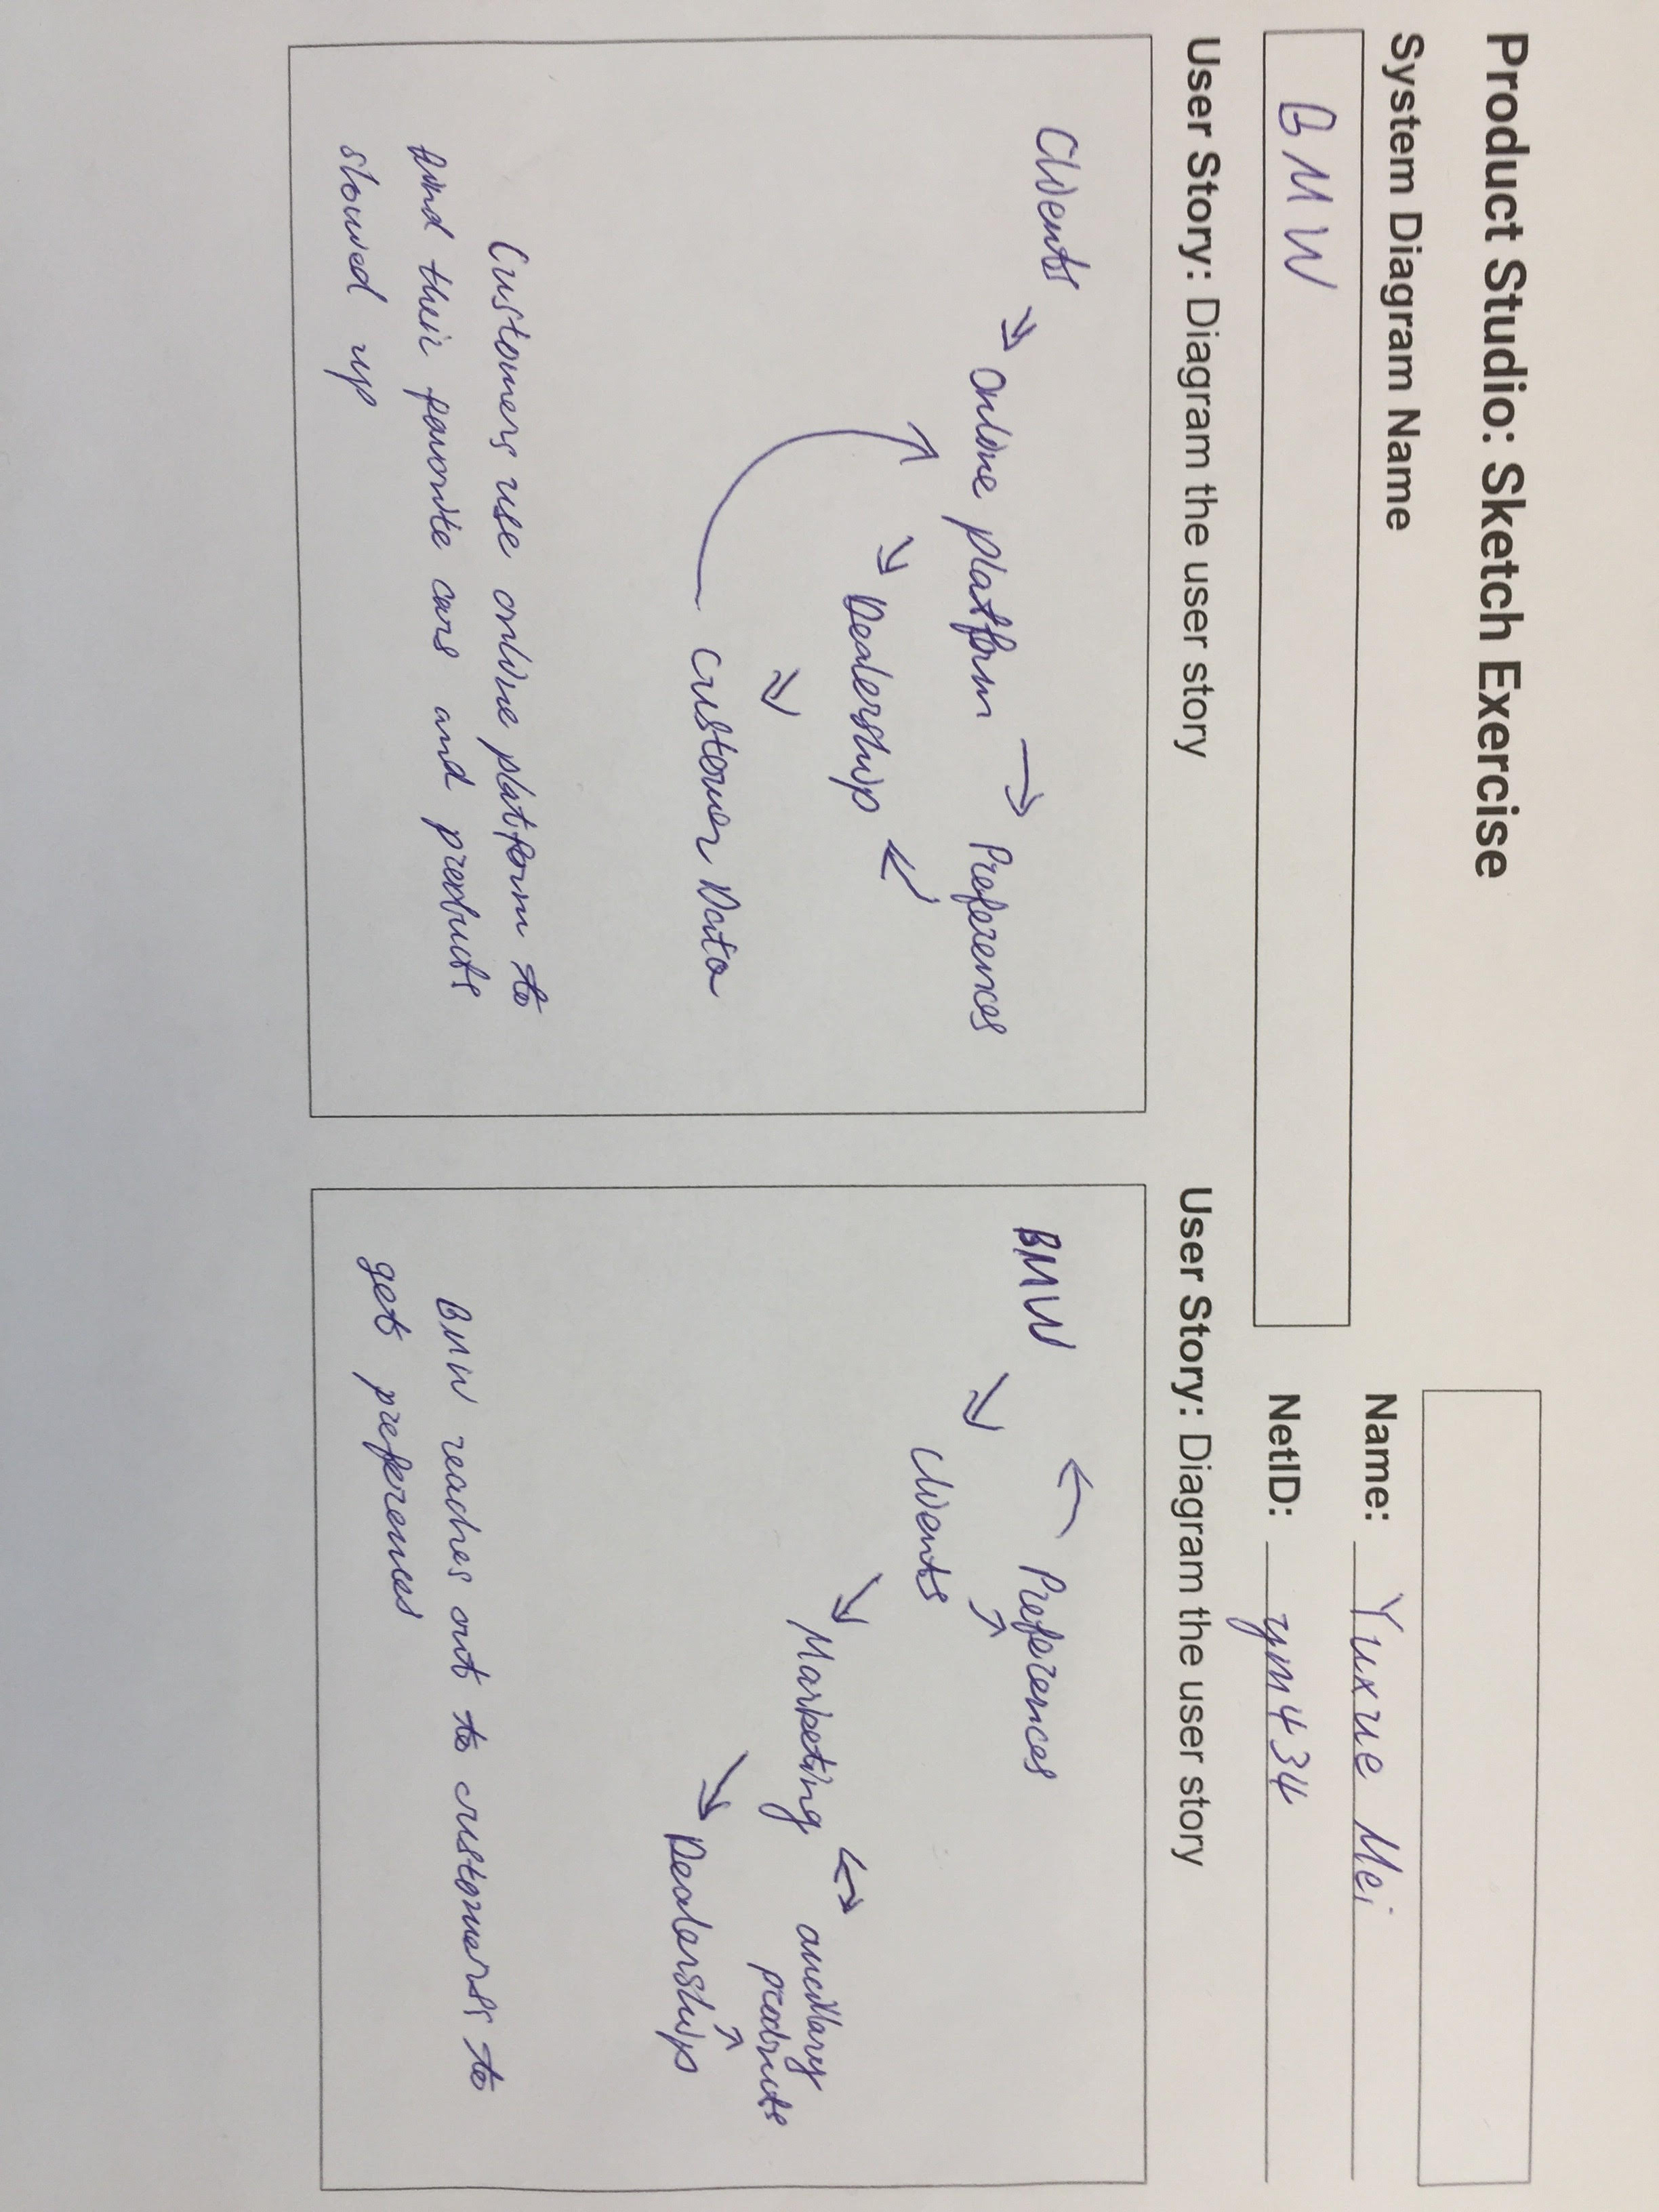 Product Studio: Sketch Exercise
System Diagram Name
BMW
Name: Yuxue Mei
NetID: ym434
User Story: Diagram the user story
Clients
Online platform
Preferences
Dealership
Customer Data
Customers use online platform to
find their favorite cars and products
showed up
User Story: Diagram the user story
BMW
Preferences
Clients
Marketing
ancillary
products
Dealership
BMW reaches out to customers to
get preferences